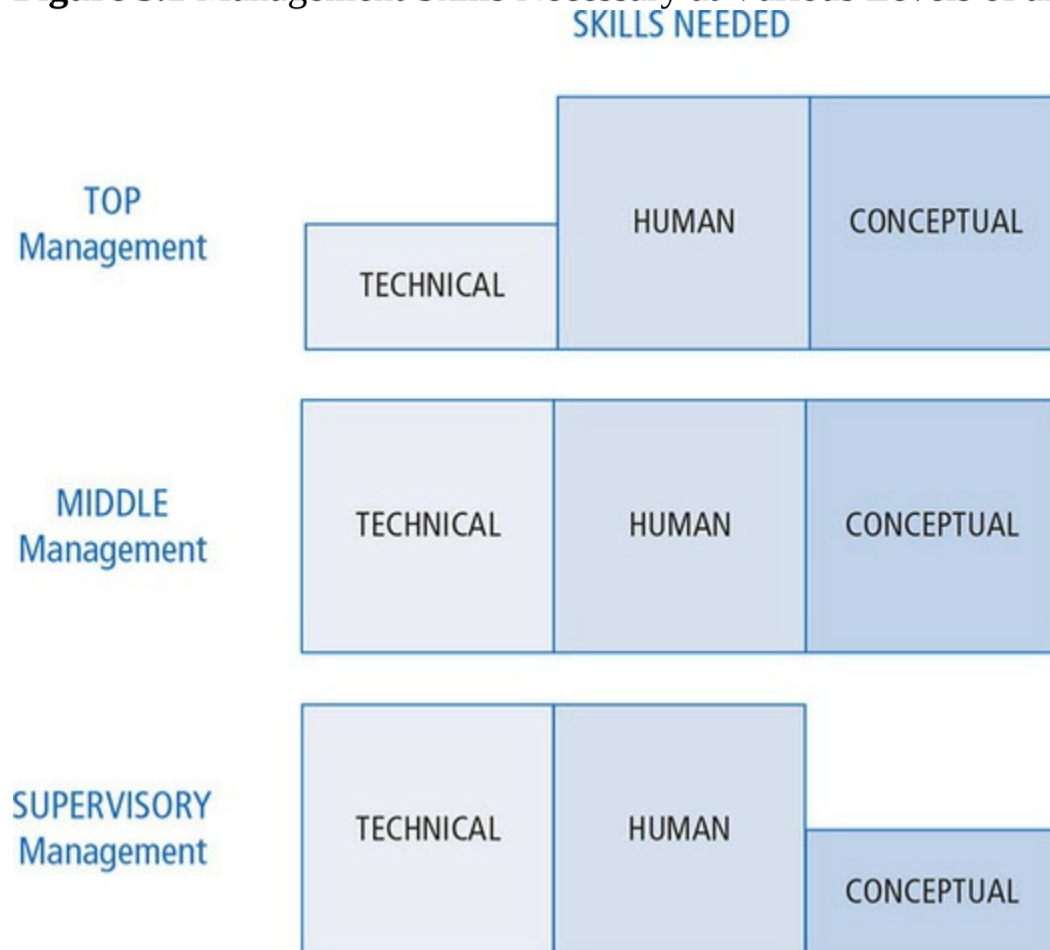 SKILLS NEEDED
TOP
Management
TECHNICAL
HUMAN
CONCEPTUAL
MIDDLE
Management
TECHNICAL
HUMAN
CONCEPTUAL
SUPERVISORY
Management
TECHNICAL
HUMAN
CONCEPTUAL